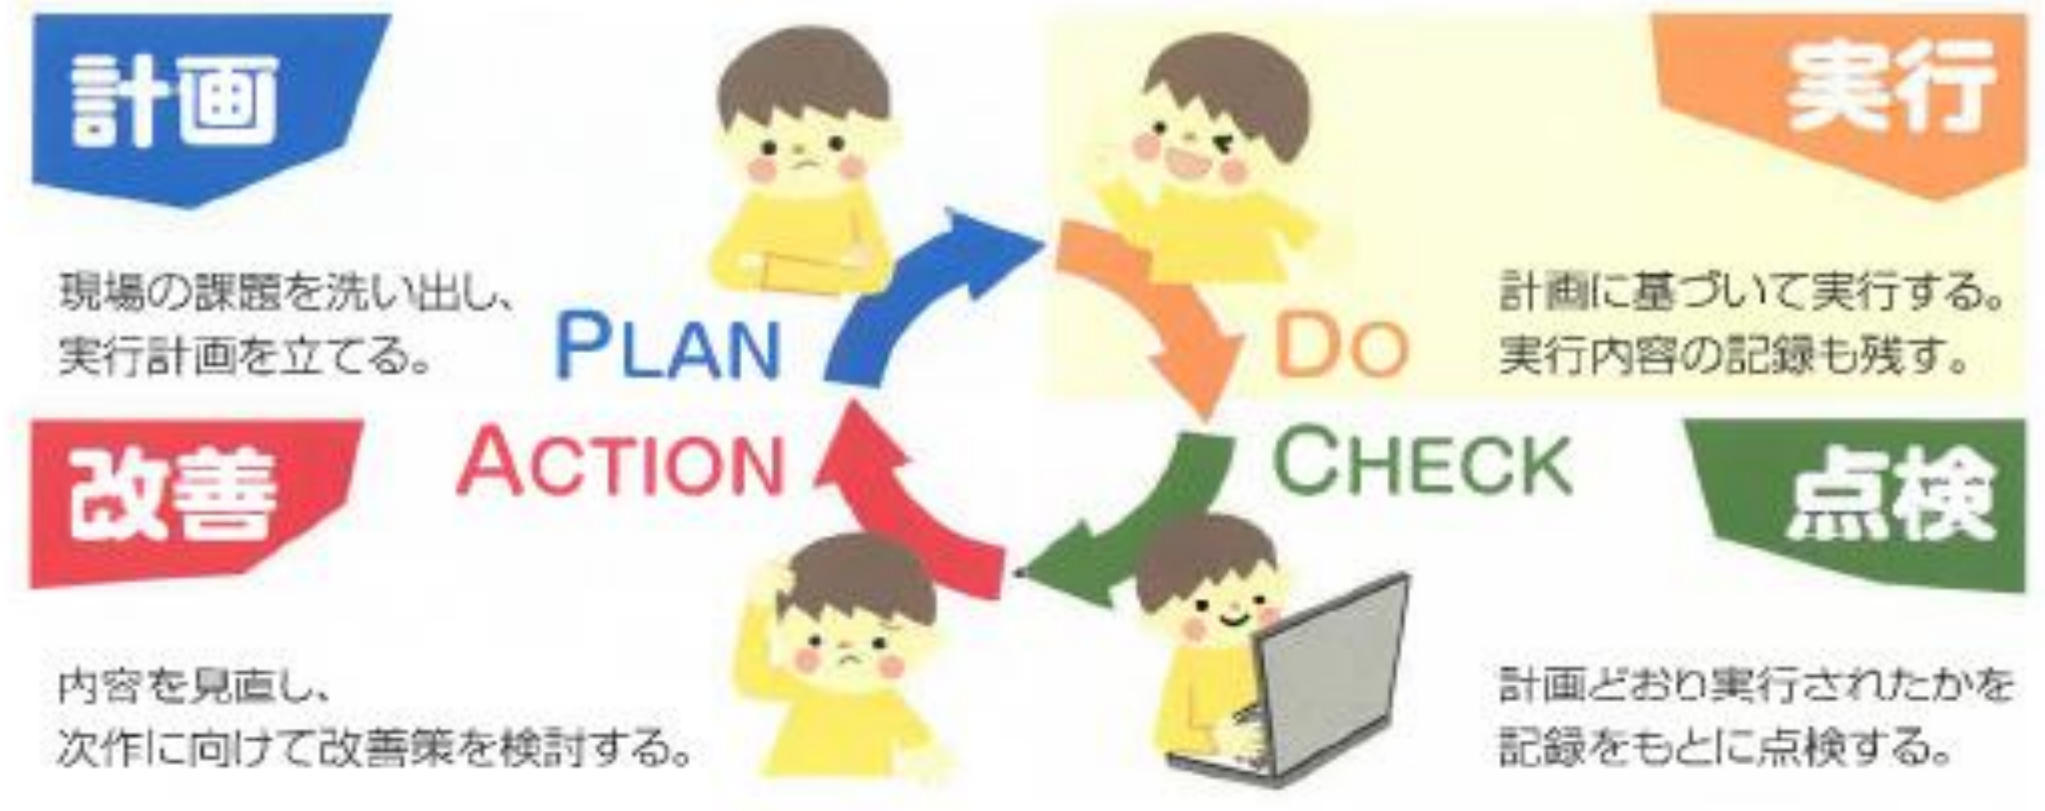 計画
現場の課題を洗い出し、
実行計画を立てる。
PLAN
実行
計画に基づいて実行する。
実行内容の記録も残す。
DO
改善
ACTION
内容を見直し、
次作に向けて改善策を検討する。
CHECK
点検
計画どおり実行されたかを
記録をもとに点検する。